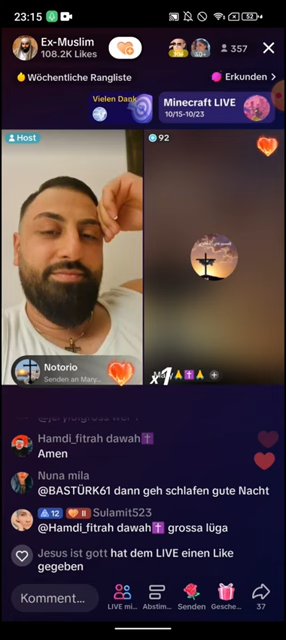 23:15
52
Ex-Muslim
108.2K Likes
357
Wöchentliche Rangliste
Erkunden >
Vielen Dank
Minecraft LIVE
10/15-10/23
Host
92
Notorio
Senden an Mary...
x1
Hamdi_fitrah dawah✝️
Amen
Nuna mila
@BASTÜRK61 dann geh schlafen gute Nacht
12 II Sulamit523
@Hamdi_fitrah dawah✝️ grossa lüga
Jesus ist gott hat dem LIVE einen Like
gegeben
Komment...
LIVE mi...
Abstim...
Senden
Gesche...
37